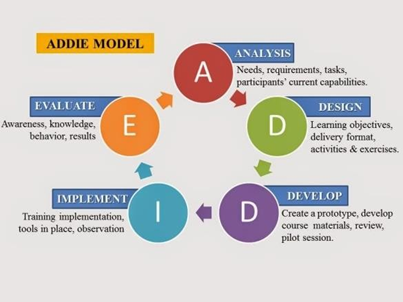 ADDIE MODEL
A
ANALYSIS
Needs, requirements, tasks,
participants' current capabilities.
D
DESIGN
Learning objectives,
delivery format,
activities & exercises.
D
DEVELOP
Create a prototype, develop
course materials, review,
pilot session.
I
IMPLEMENT
Training implementation,
tools in place, observation
E
EVALUATE
Awareness, knowledge,
behavior, results